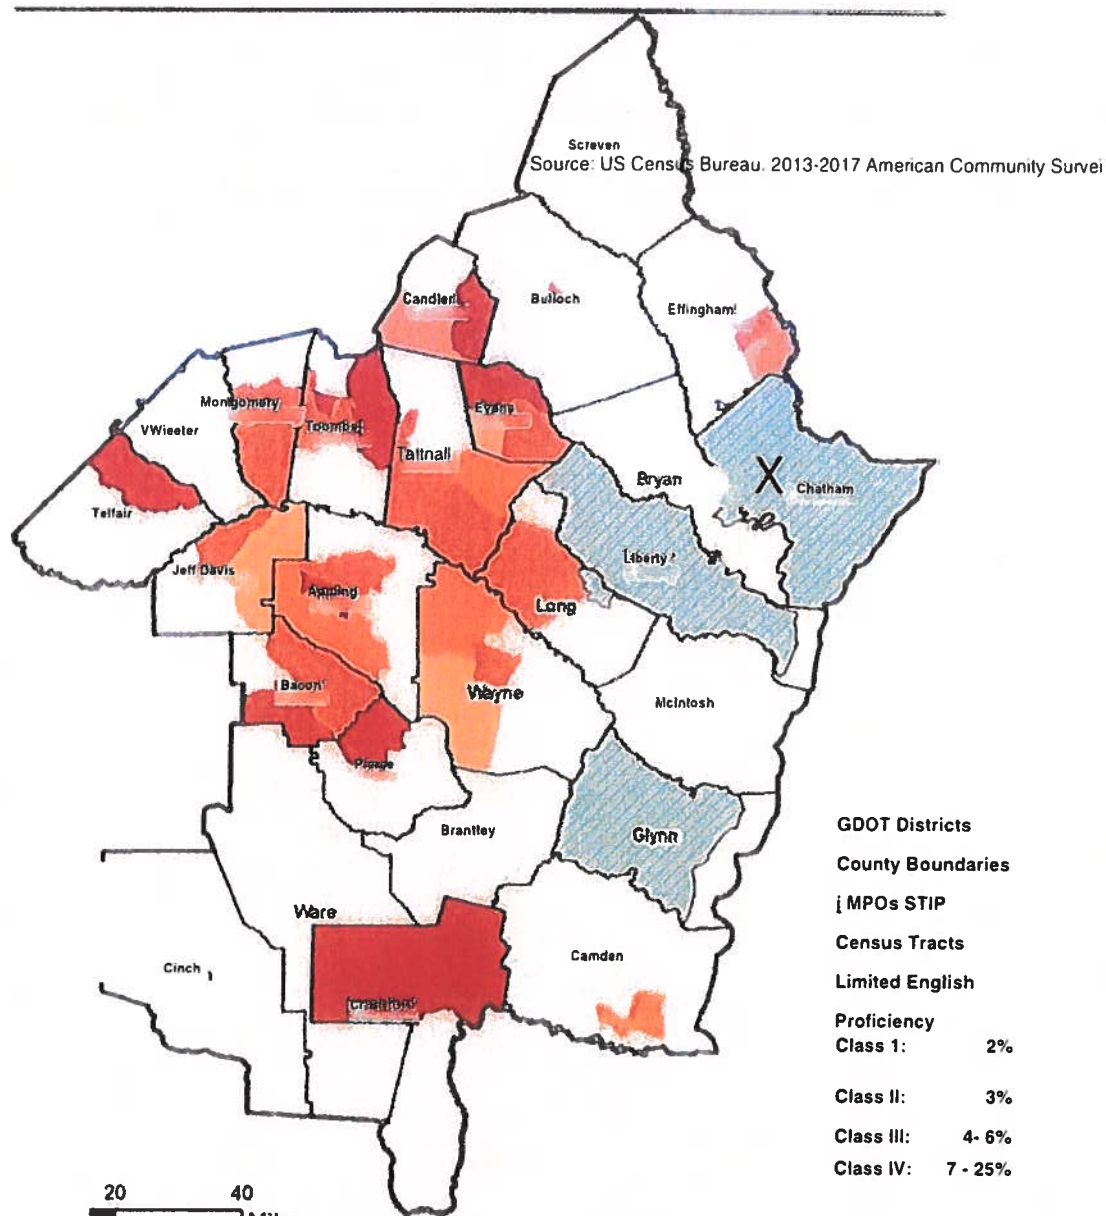 Screven
Source: US Census Bureau. 2013-2017 American Community Survei
Candler
Bulloch
Effingham!
Montgomery
VWieeter
Toombs
Evans
Tattnall
Bryan
X
Chatham
Telfair
Liberty
Jeff Davis
Appling
Long
Bacon
Wayne
McIntosh
Pierce
Brantley
Glynn
GDOT Districts
County Boundaries
[ MPOs STIP
Ware
Census Tracts
Camden
Cinch
Limited English
Proficiency
Class 1: 2%
Class II: 3%
Class III: 4- 6%
Class IV: 7 - 25%
20 40